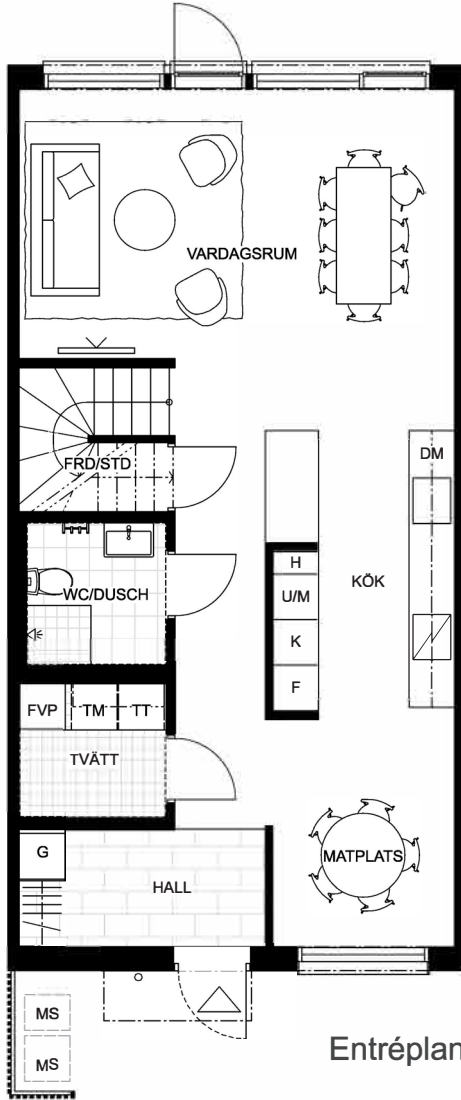 VARDAGSRUM
DM
FRD/STD
H
KÖK
WC/DUSCH
U/M
K
F
FVP
TM
TT
TVÄTT
G
MATPLATS
HALL
MS
MS
Entréplan